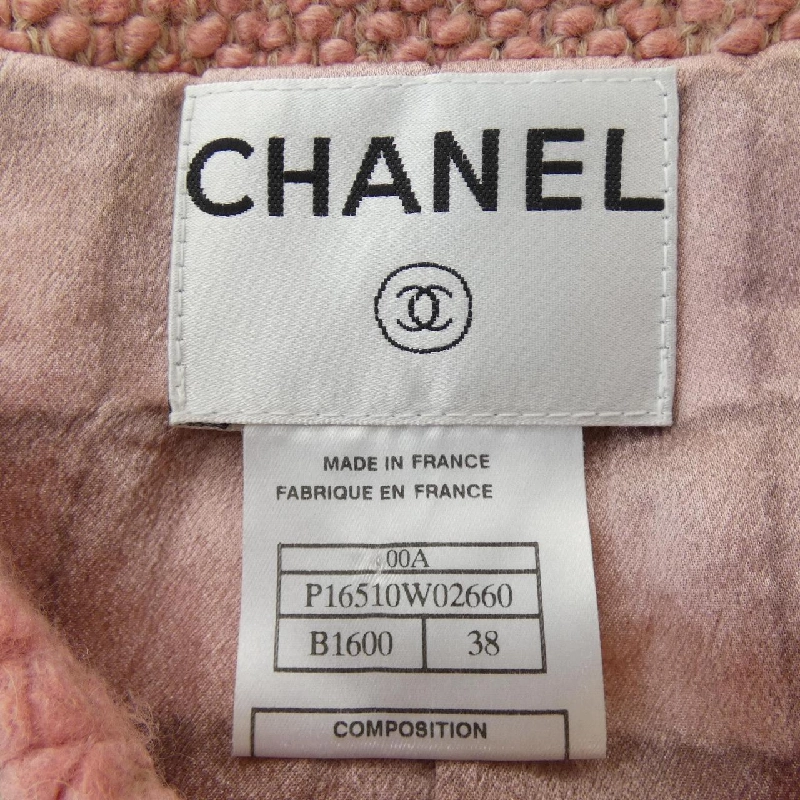 CHANEL
MADE IN FRANCE
FABRIQUE EN FRANCE
00A
P16510W02660
B1600 38
COMPOSITION